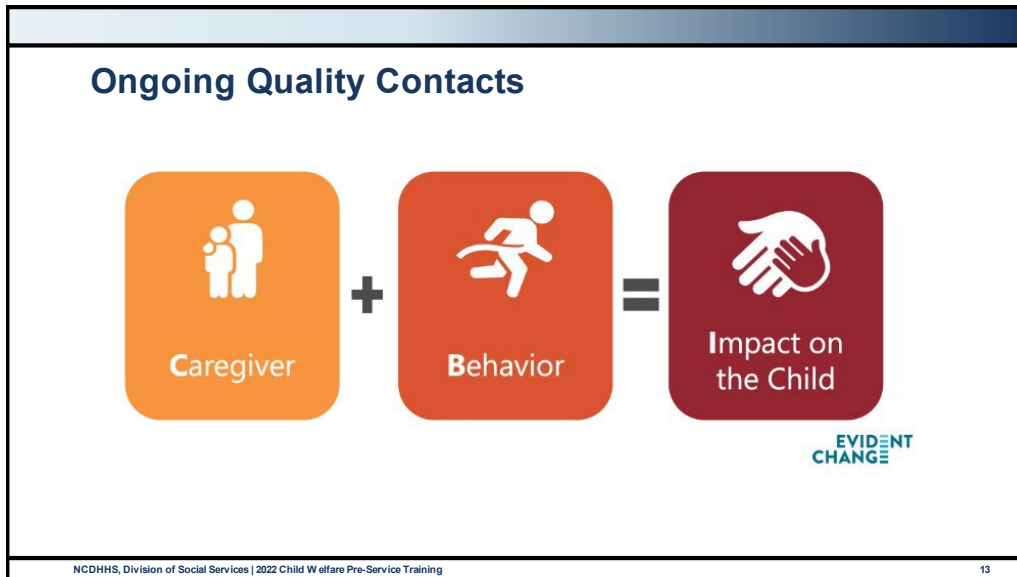 Ongoing Quality Contacts
Caregiver
+
Behavior
=
Impact on
the Child
EVIDENT
CHANGE
NCDHHS, Division of Social Services | 2022 Child Welfare Pre-Service Training
13